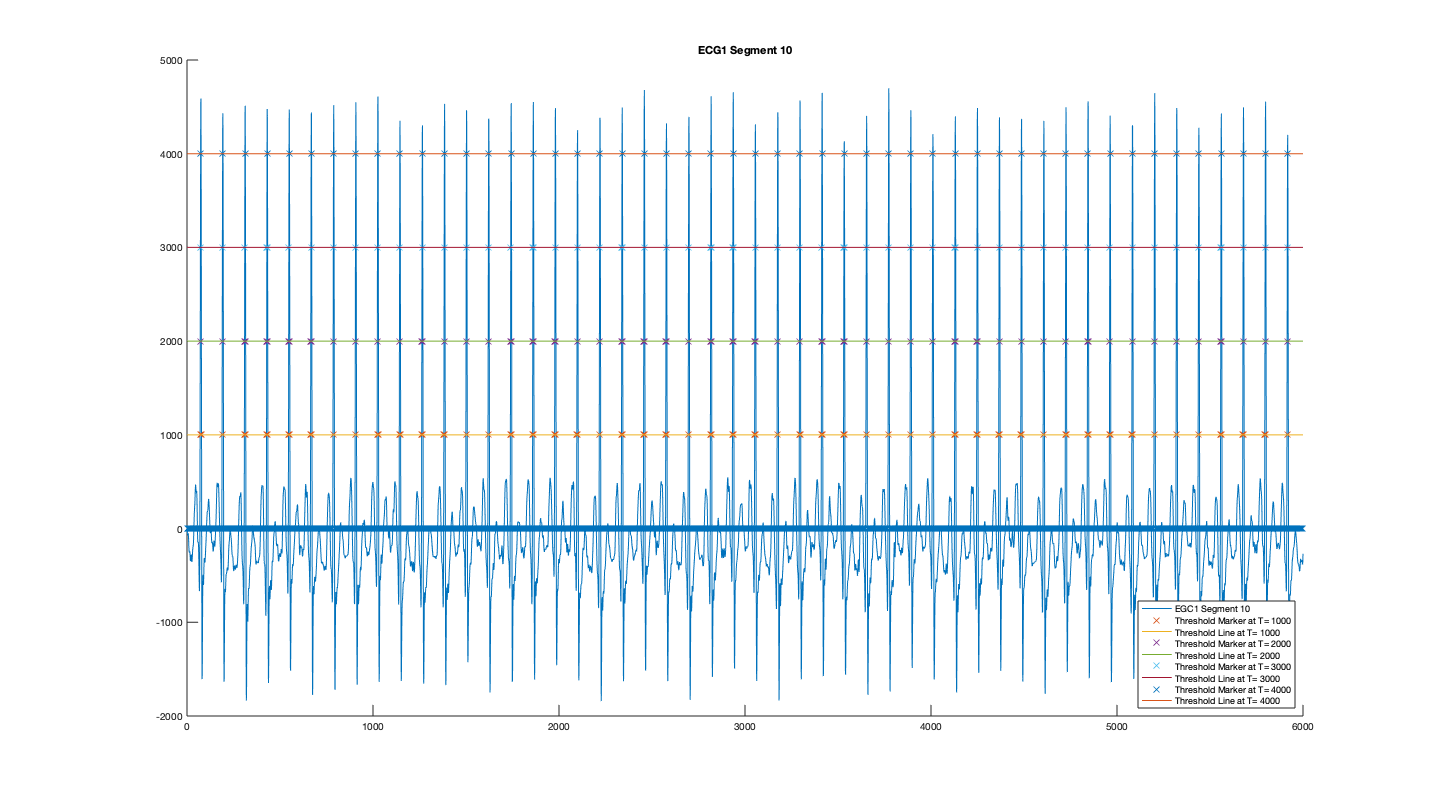 ECG1 Segment 10
5000
4000
3000
2000
1000
0
-1000
-2000
0
1000
2000
3000
4000
5000
6000
EGC1 Segment 10
Threshold Marker at T= 1000
Threshold Line at T= 1000
Threshold Marker at T= 2000
Threshold Line at T= 2000
Threshold Marker at T= 3000
Threshold Line at T= 3000
Threshold Marker at T= 4000
Threshold Line at T= 4000